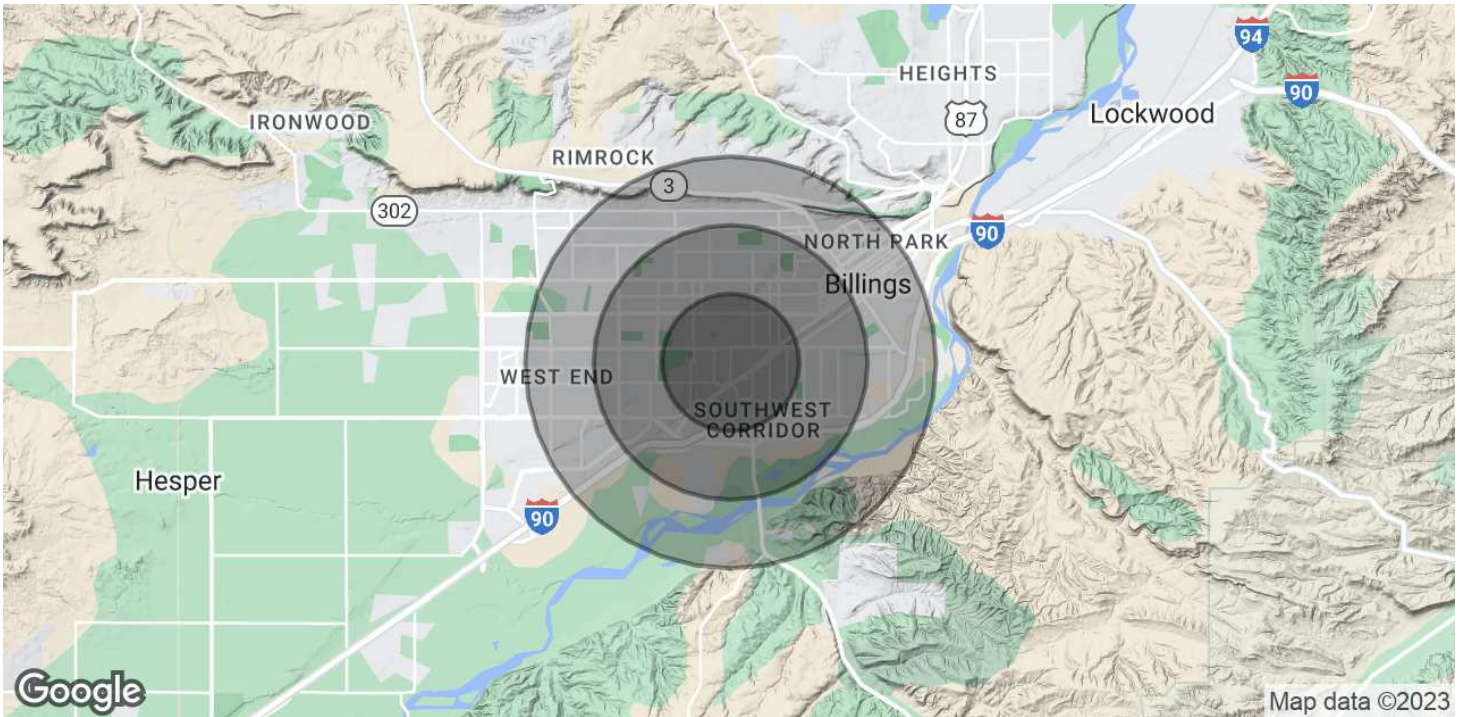 94
HEIGHTS
90
Lockwood
87
IRONWOOD
RIMROCK
3
302
90
NORTH PARK
Billings
WEST END
SOUTHWEST
CORRIDOR
Hesper
90
Google
Map data ©2023